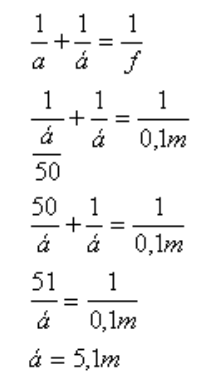 1/a + 1/á = 1/f
1/(á/50) + 1/á = 1/0,1m
50/á + 1/á = 1/0,1m
51/á = 1/0,1m
á = 5,1m